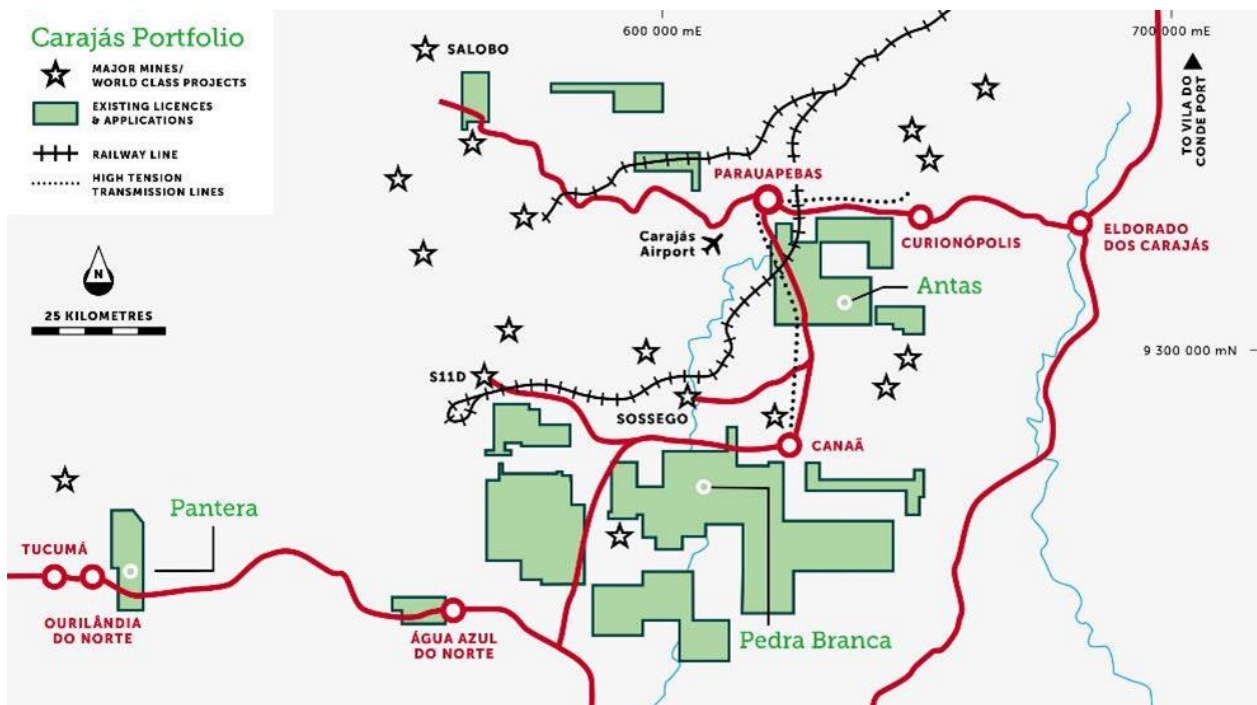 Carajás Portfolio
MAJOR MINES/
WORLD CLASS PROJECTS
EXISTING LICENCES
& APPLICATIONS
RAILWAY LINE
HIGH TENSION
TRANSMISSION LINES
N
25 KILOMETRES
600 000 mE
700 000 mE
TO VILA DO
CONDE PORT
SALOBO
PARAUAPEBAS
Carajás
Airport
CURIONÓPOLIS
ELDORADO
DOS CARAJÁS
Antas
9 300 000 mN
S11D
SOSSEGO
CANAÃ
Pantera
TUCUMÃ
OURILÂNDIA
DO NORTE
ÁGUA AZUL
DO NORTE
Pedra Branca